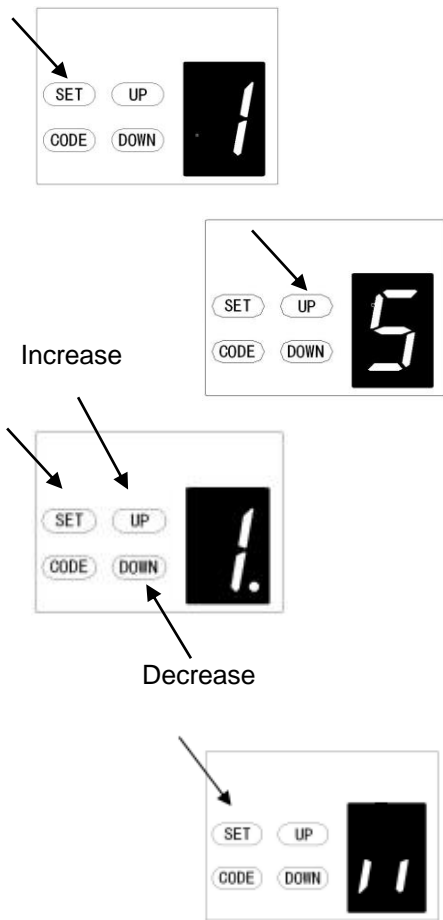 SET UP
CODE DOWN
1
SET UP
CODE DOWN
5
Increase
SET UP
CODE DOWN
1.
Decrease
SET UP
CODE DOWN